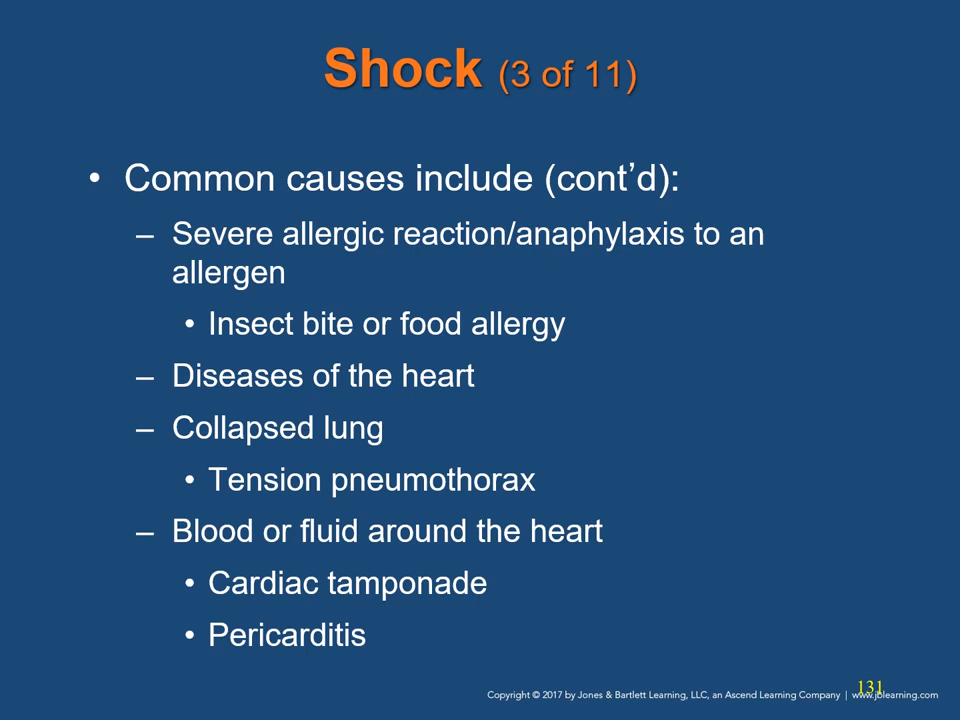 Shock (3 of 11)
• Common causes include (cont’d):
– Severe allergic reaction/anaphylaxis to an
allergen
• Insect bite or food allergy
– Diseases of the heart
– Collapsed lung
• Tension pneumothorax
– Blood or fluid around the heart
• Cardiac tamponade
• Pericarditis
131
Copyright © 2017 by Jones & Bartlett Learning, LLC, an Ascend Learning Company | www.jblearning.com